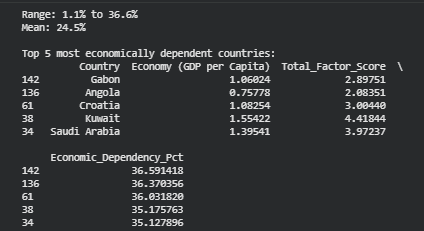 Range: 1.1% to 36.6%
Mean: 24.5%
Top 5 most economically dependent countries:
Country Economy (GDP per Capita) Total_Factor_Score \
142 Gabon 1.06024 2.89751
136 Angola 0.75778 2.08351
61 Croatia 1.08254 3.00440
38 Kuwait 1.55422 4.41844
34 Saudi Arabia 1.39541 3.97237
Economic_Dependency_Pct
142 36.591418
136 36.370356
61 36.031820
38 35.175763
34 35.127896